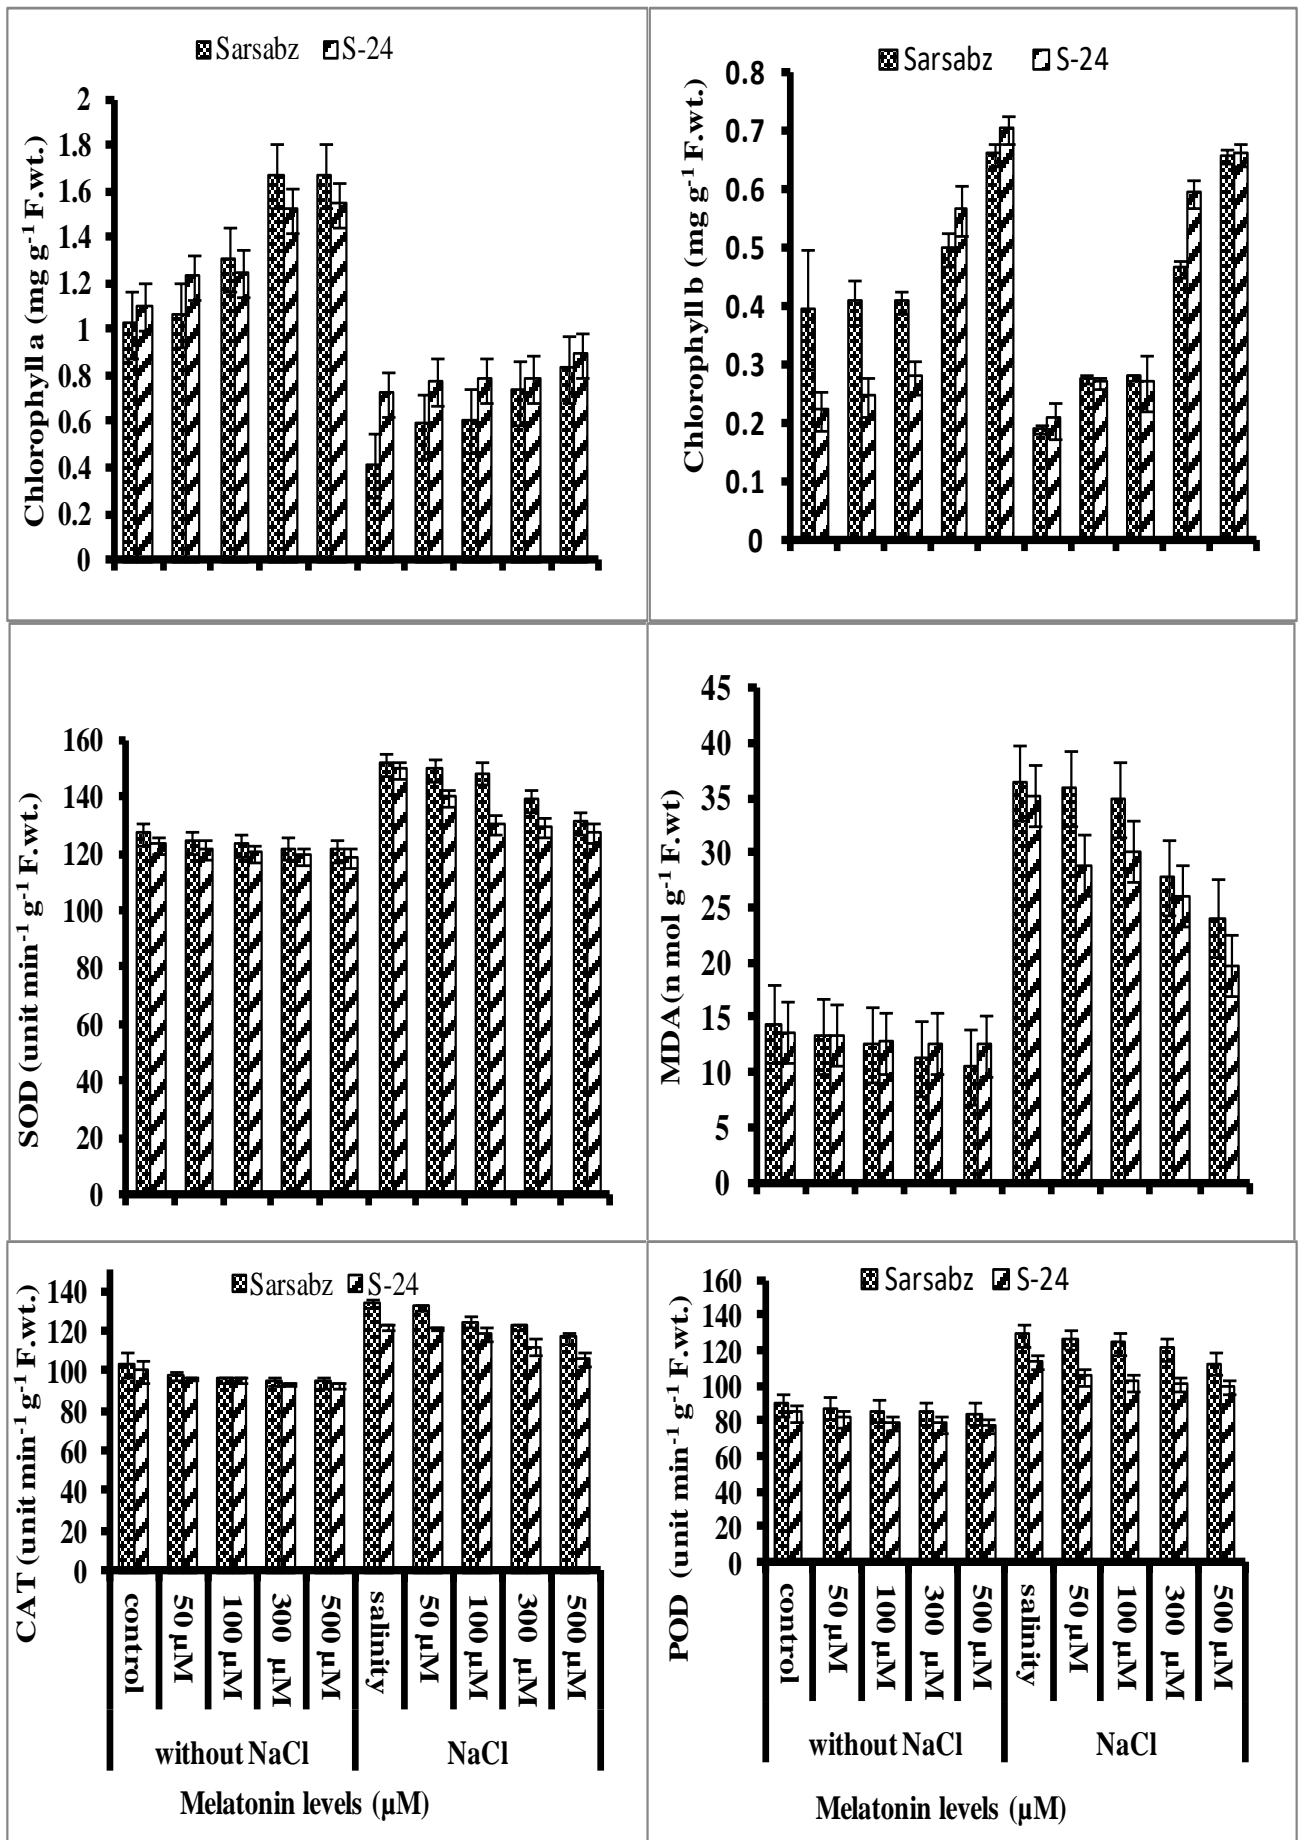 Sarsabz S-24
2
1.8
1.6
1.4
1.2
1
0.8
0.6
0.4
0.2
0
Chlorophyll a (mg g-1 F.wt.)
Sarsabz S-24
0.8
0.7
0.6
0.5
0.4
0.3
0.2
0.1
0
Chlorophyll b (mg g-1 F.wt.)
160
140
120
100
80
60
40
20
0
SOD (unit min-1 g-1 F.wt.)
45
40
35
30
25
20
15
10
5
0
MDA (n mol g-1 F.wt)
Sarsabz S-24
140
120
100
80
60
40
20
0
CAT (unit min-1 g-1 F.wt.)
control
50 µM
100 µM
300 µM
500 µM
salinity
50 µM
100 µM
300 µM
500 µM
without NaCl NaCl
Melatonin levels (µM)
Sarsabz S-24
160
140
120
100
80
60
40
20
0
POD (unit min-1 g-1 F.wt.)
control
50 µM
100 µM
300 µM
500 µM
salinity
50 µM
100 µM
300 µM
500 µM
without NaCl NaCl
Melatonin levels (µM)